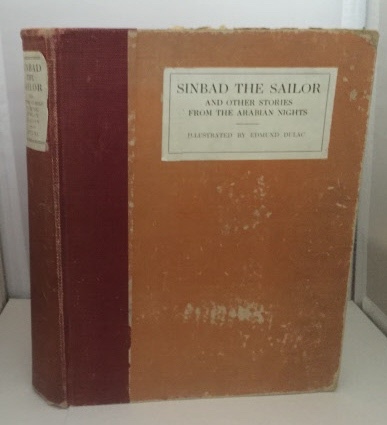 SINBAD
THE
SAILOR
SINBAD THE SAILOR
AND OTHER STORIES
FROM THE ARABIAN NIGHTS
ILLUSTRATED BY EDMUND DULAC